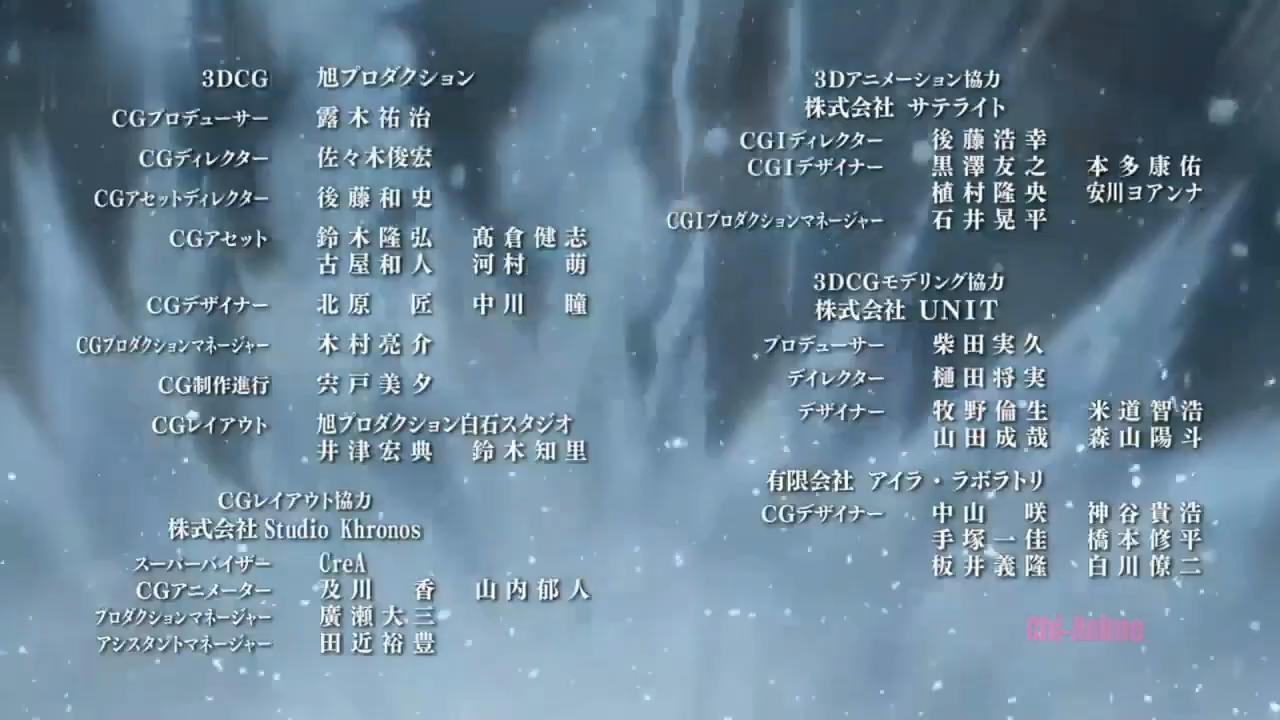 3DCG 旭プロダクション
CGプロデューサー 露木祐治
CGディレクター 佐々木俊宏
CGアセットディレクター 後藤和史
CGアセット 鈴木隆弘 髙倉健志
古屋和人 河村 萌
CGデザイナー 北原 匠 中川 瞳
CGプロダクションマネージャー 木村亮介
CG制作進行 宍戸美夕
CGレイアウト 旭プロダクション白石スタジオ
井津宏典 鈴木知里
CGレイアウト協力
株式会社 Studio Khronos
スーパーバイザー CreA
CGアニメーター 及川 香 山内郁人
プロダクションマネージャー 廣瀬大三
アシスタントマネージャー 田近裕豊
3Dアニメーション協力
株式会社 サテライト
CGIディレクター 後藤浩幸
CGIデザイナー 黒澤友之 本多康佑
植村隆央 安川ヨアンナ
CGIプロダクションマネージャー 石井晃平
3DCGモデリング協力
株式会社 UNIT
プロデューサー 柴田実久
デイレクター 樋田将実
デザイナー 牧野倫生 米道智浩
山田成哉 森山陽斗
有限会社 アイラ・ラボラトリ
CGデザイナー 中山 咲 神谷貴浩
手塚一佳 橋本修平
板井義隆 白川僚二
Chi-Anime